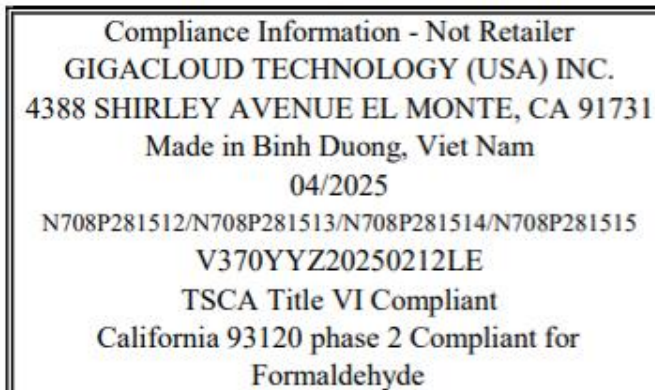 Compliance Information - Not Retailer
GIGACLOUD TECHNOLOGY (USA) INC.
4388 SHIRLEY AVENUE EL MONTE, CA 91731
Made in Binh Duong, Viet Nam
04/2025
N708P281512/N708P281513/N708P281514/N708P281515
V370YYZ20250212LE
TSCA Title VI Compliant
California 93120 phase 2 Compliant for
Formaldehyde